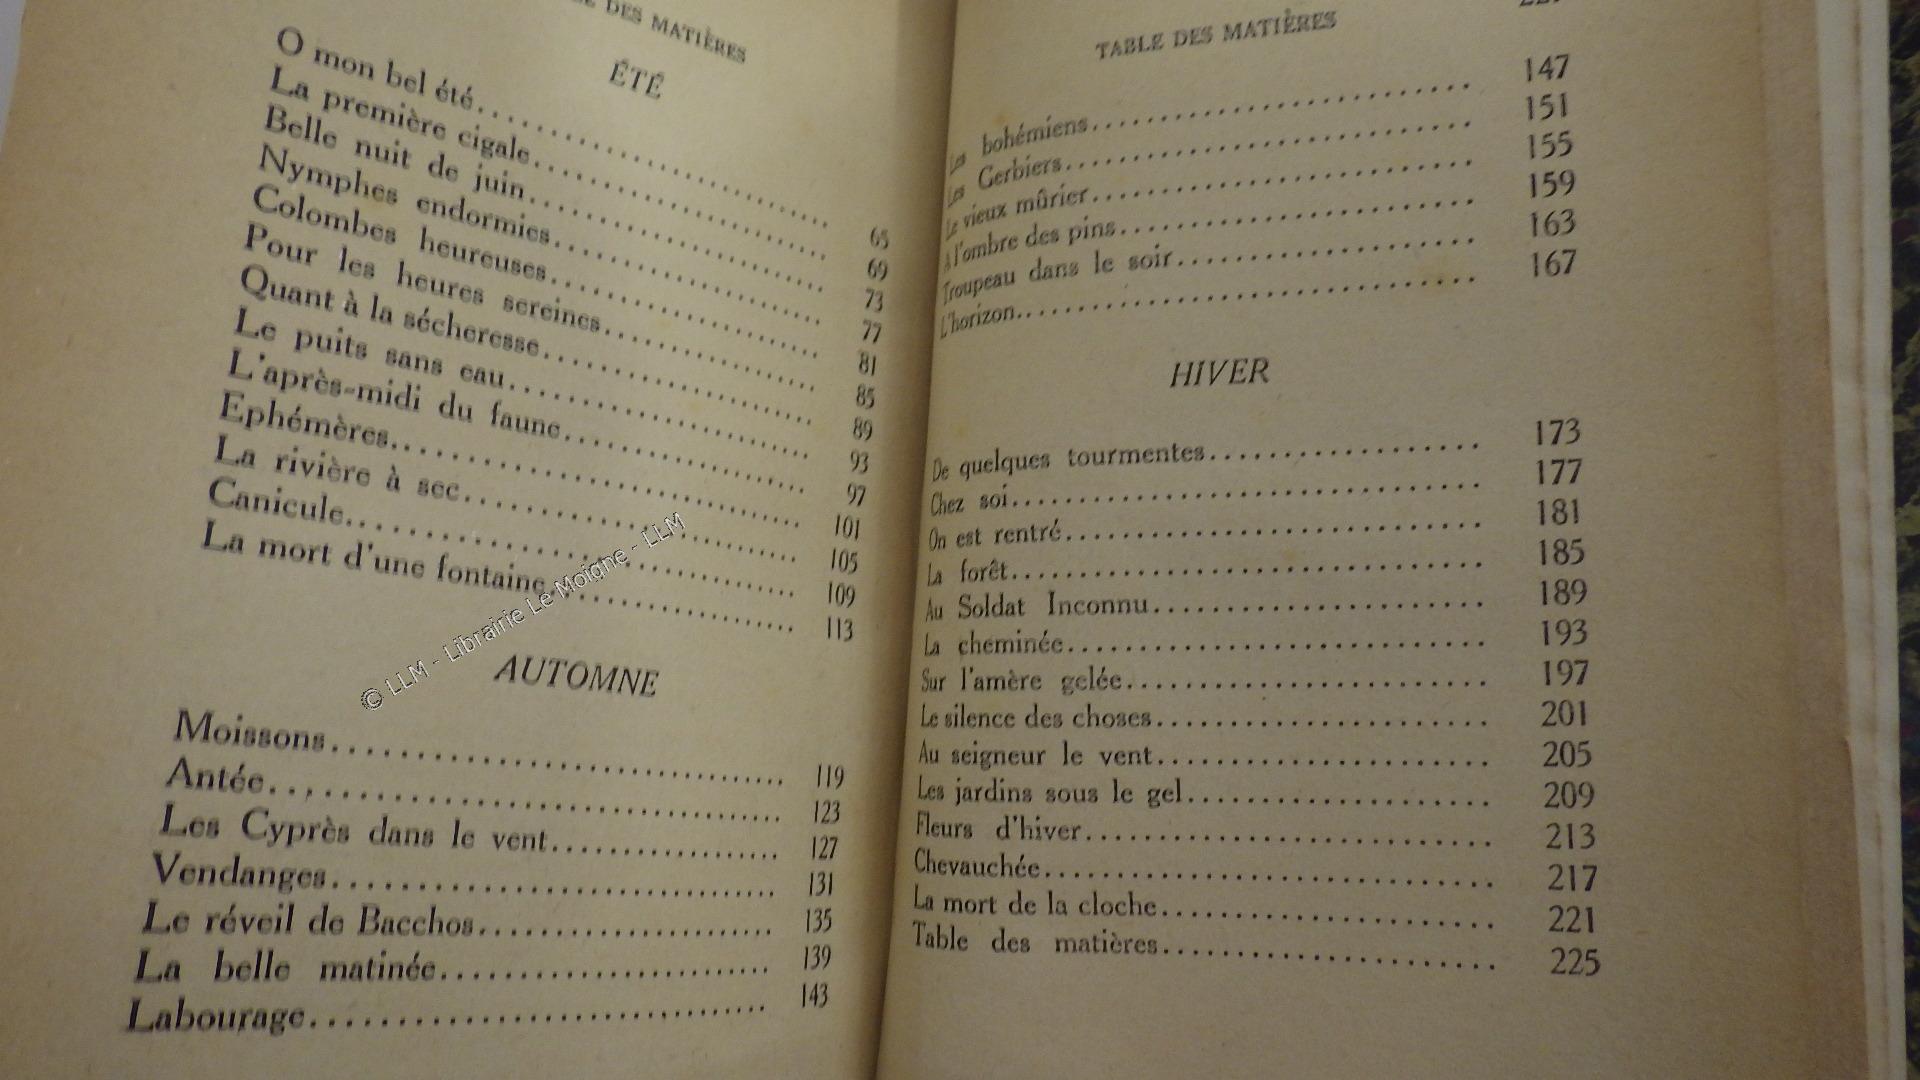 DES MATIÈRES
ÉTÉ
O mon bel été........................ 65
La première cigale........................ 69
Belle nuit de juin........................ 73
Nymphes endormies........................ 77
Colombes heureuses........................ 81
Pour les heures sereines........................ 85
Quant à la sécheresse........................ 89
Le puits sans eau........................ 93
L'après-midi du faune........................ 97
Ephémères........................ 101
La rivière à sec........................ 105
Canicule........................ 109
La mort d'une fontaine........................ 113
AUTOMNE
Moissons........................ 119
Antée........................ 123
Les Cyprès dans le vent........................ 127
Vendanges........................ 131
Le réveil de Bacchos........................ 135
La belle matinée........................ 139
Labourage........................ 143
© LLM - Librairie Le Moigne - LLM
TABLE DES MATIÈRES
Les bohémiens........................ 147
Les Gerbiers........................ 151
Le vieux mûrier........................ 155
A l'ombre des pins........................ 159
Troupeau dans le soir........................ 163
L'horizon........................ 167
HIVER
De quelques tourmentes........................ 173
Chez soi........................ 177
On est rentré........................ 181
La forêt........................ 185
Au Soldat Inconnu........................ 189
La cheminée........................ 193
Sur l'amère gelée........................ 197
Le silence des choses........................ 201
Au seigneur le vent........................ 205
Les jardins sous le gel........................ 209
Fleurs d'hiver........................ 213
Chevauchée........................ 217
La mort de la cloche........................ 221
Table des matières........................ 225